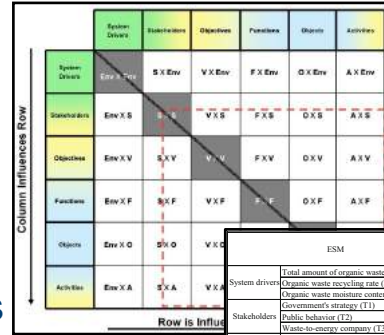 System Drivers Stakeholders Objectives Functions Objects Activities
System Drivers Env X Env S X Env V X Env F X Env O X Env A X Env
Stakeholders Env X S S X S V X S F X S O X S A X S
Objectives Env X V S X V V X V F X V O X V A X V
Functions Env X F S X F V X F F X F O X F A X F
Objects Env X O S X O V X O
Activities Env X A S X A V X A
Column Influences Row
Row is Influe
ESM
System drivers
Total amount of organic waste
Organic waste recycling rate (
Organic waste moisture conten
Stakeholders
Government's strategy (T1)
Public behavior (T2)
Waste-to-energy company (T3
s